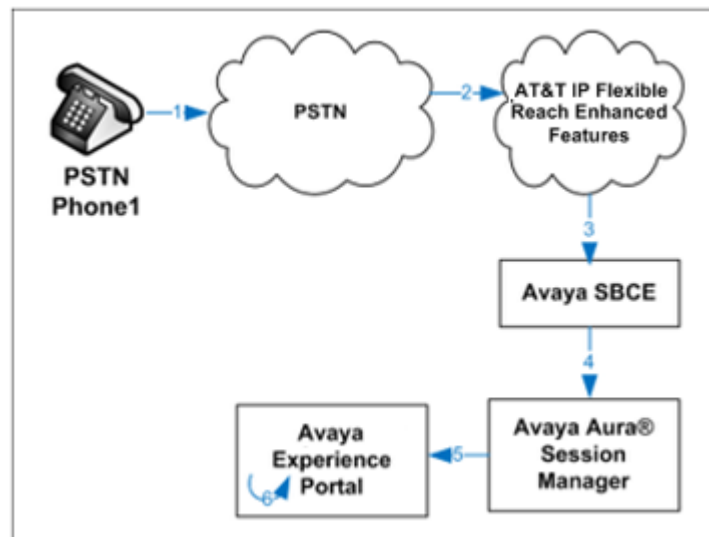 PSTN
Phone1
1
PSTN
2
AT&T IP Flexible
Reach Enhanced
Features
3
Avaya SBCE
4
Avaya Aura®
Session
Manager
5
Avaya
Experience
Portal
6